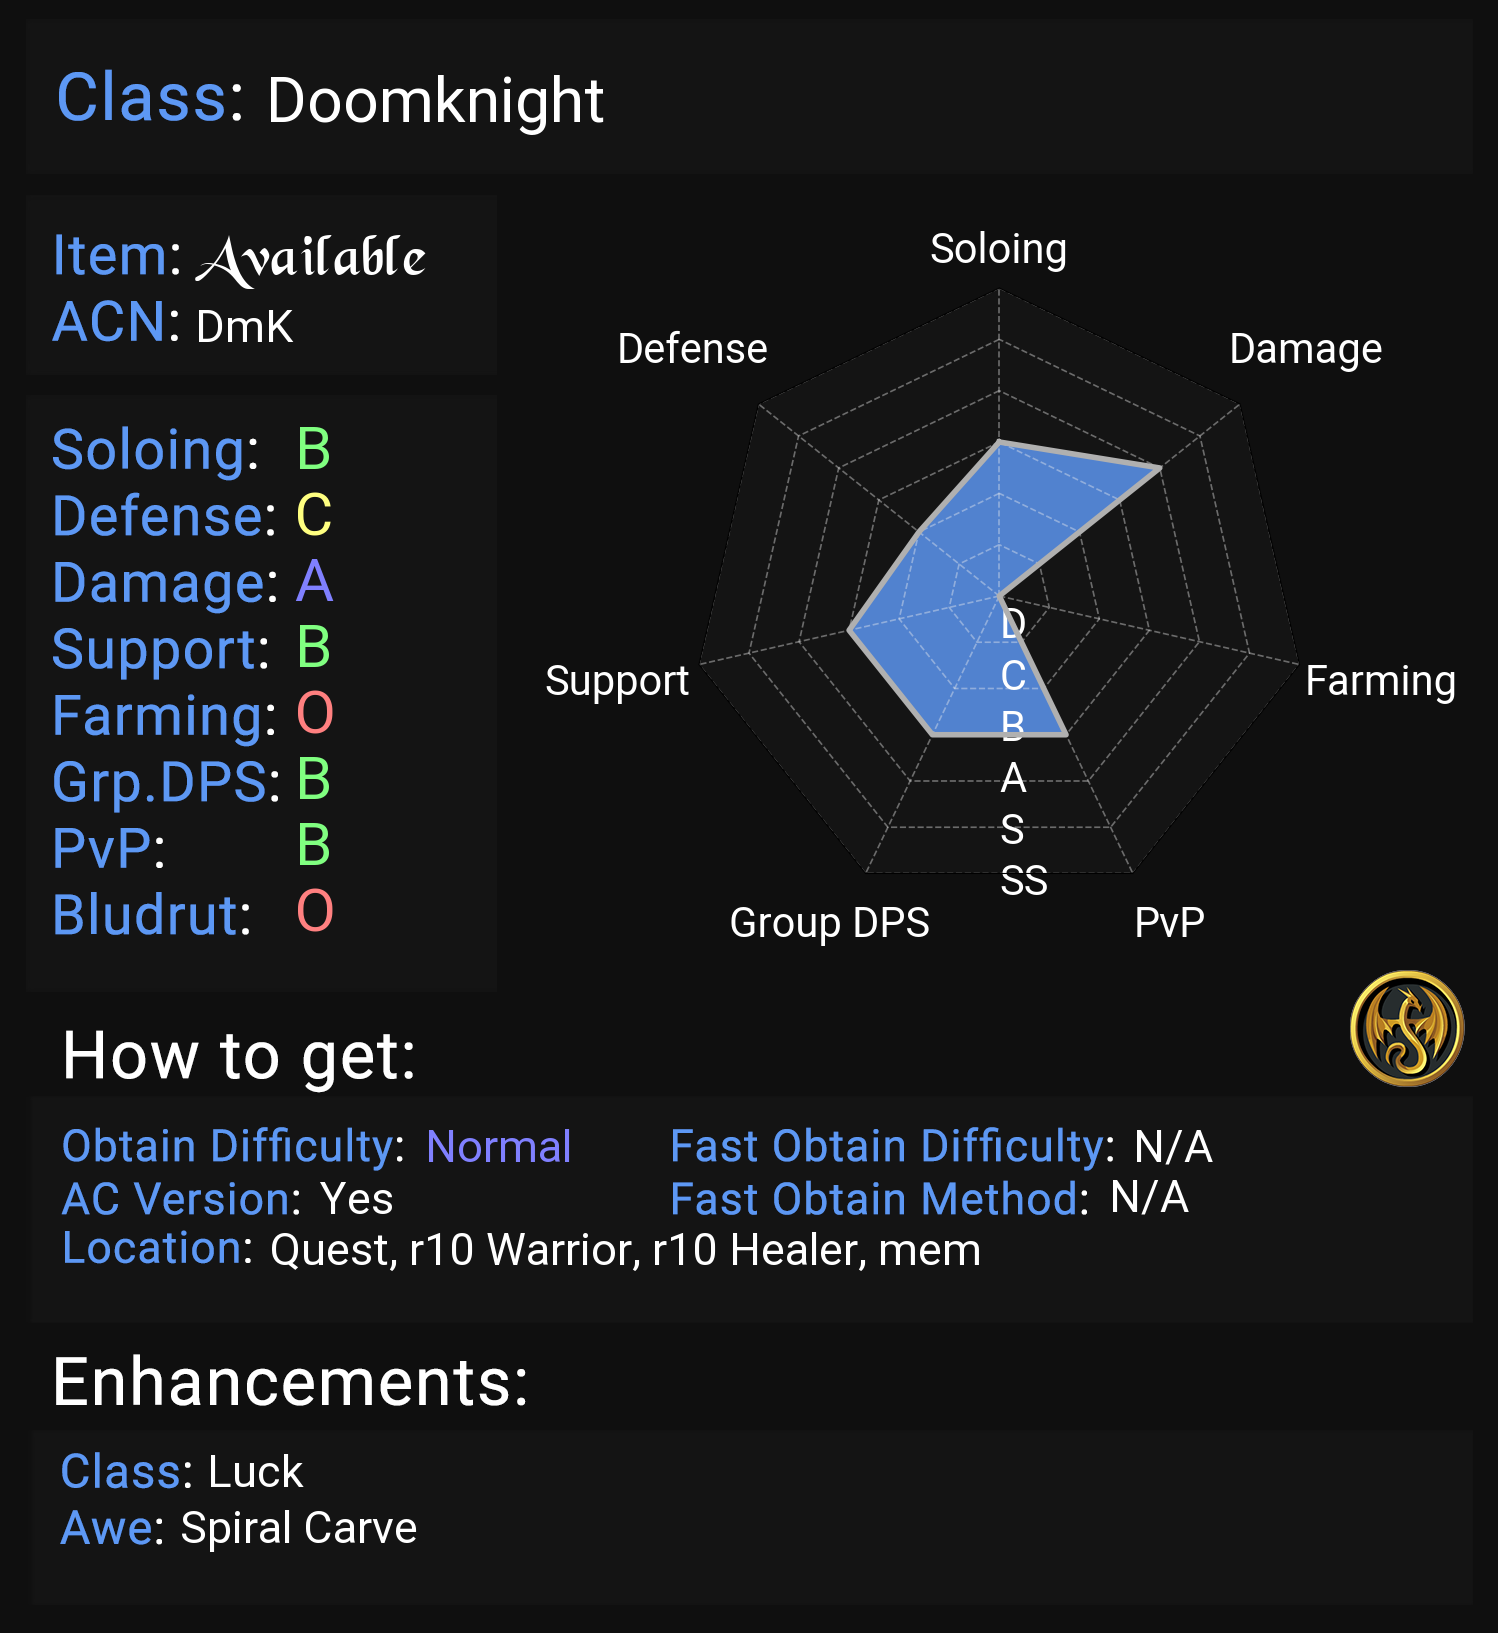 Class: Doomknight
Item: Available
ACN: DmK
Soloing: B
Defense: C
Damage: A
Support: B
Farming: O
Grp.DPS: B
PvP: B
Bludrut: O
Soloing
Defense
Damage
Support
Farming
Group DPS
PvP
D
C
B
A
S
SS
How to get:
Obtain Difficulty: Normal
Fast Obtain Difficulty: N/A
AC Version: Yes
Fast Obtain Method: N/A
Location: Quest, r10 Warrior, r10 Healer, mem
Enhancements:
Class: Luck
Awe: Spiral Carve